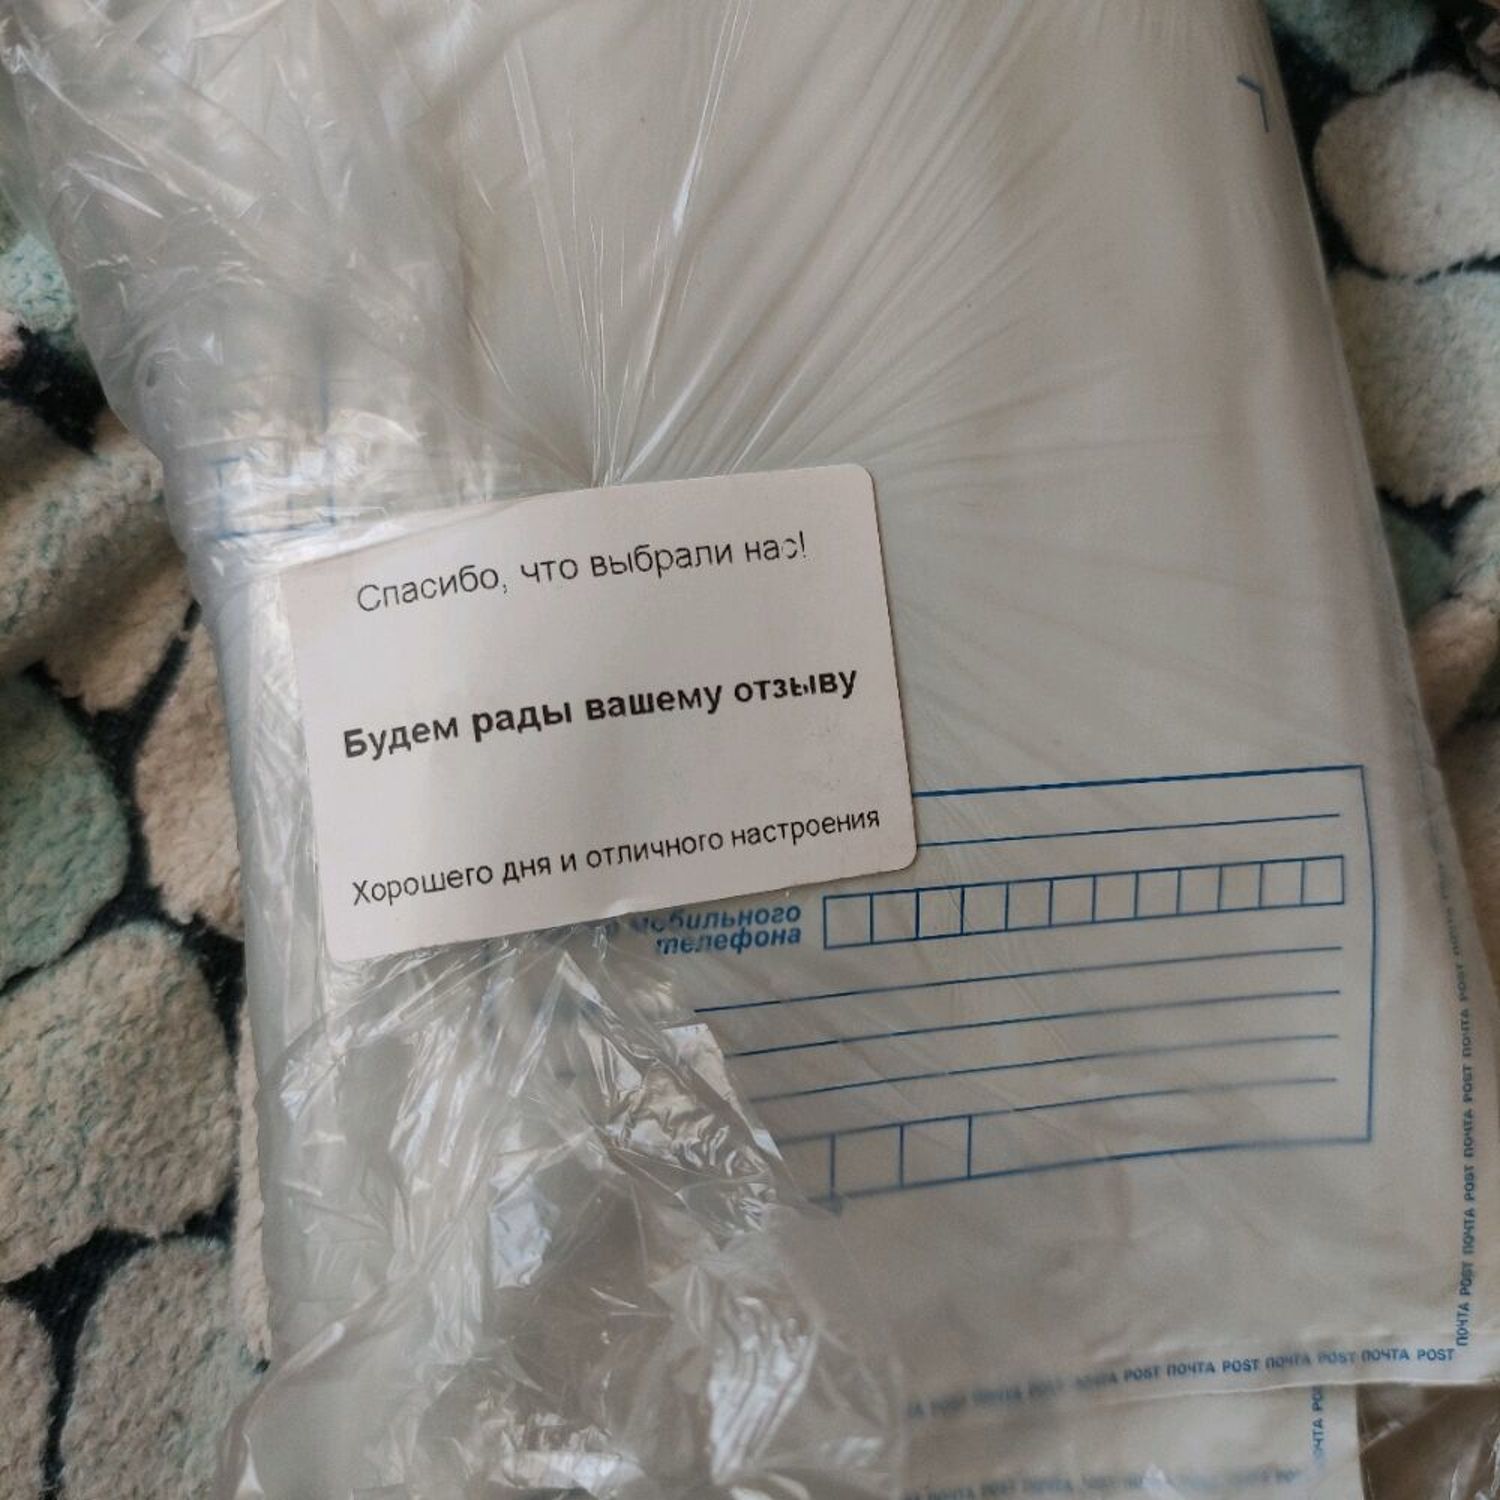 Спасибо, что выбрали нас!
Будем рады вашему отзыву
Хорошего дня и отличного настроения
мобильного
телефона
ПОЧТА POST ПОЧТА POST ПОЧТА POST ПОЧТА POST ПОЧТА POST
POST ПОЧТА POST ПОЧТА POST ПОЧТА POST